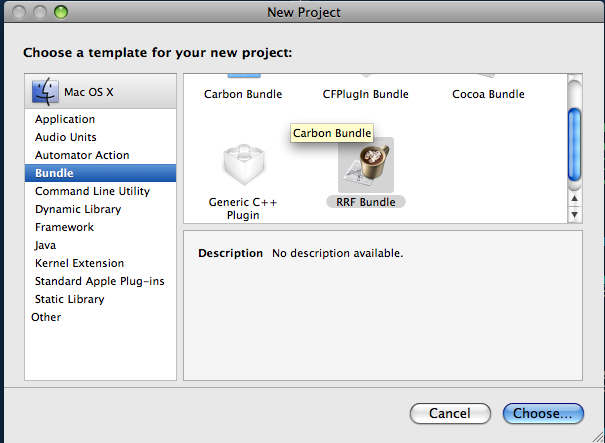 New Project
Choose a template for your new project:
Mac OS X
Application
Audio Units
Automator Action
Bundle
Command Line Utility
Dynamic Library
Framework
Java
Kernel Extension
Standard Apple Plug-ins
Static Library
Other
Carbon Bundle
CFPlugIn Bundle
Cocoa Bundle
Carbon Bundle
Generic C++
Plugin
RRF Bundle
Description No description available.
Cancel
Choose...